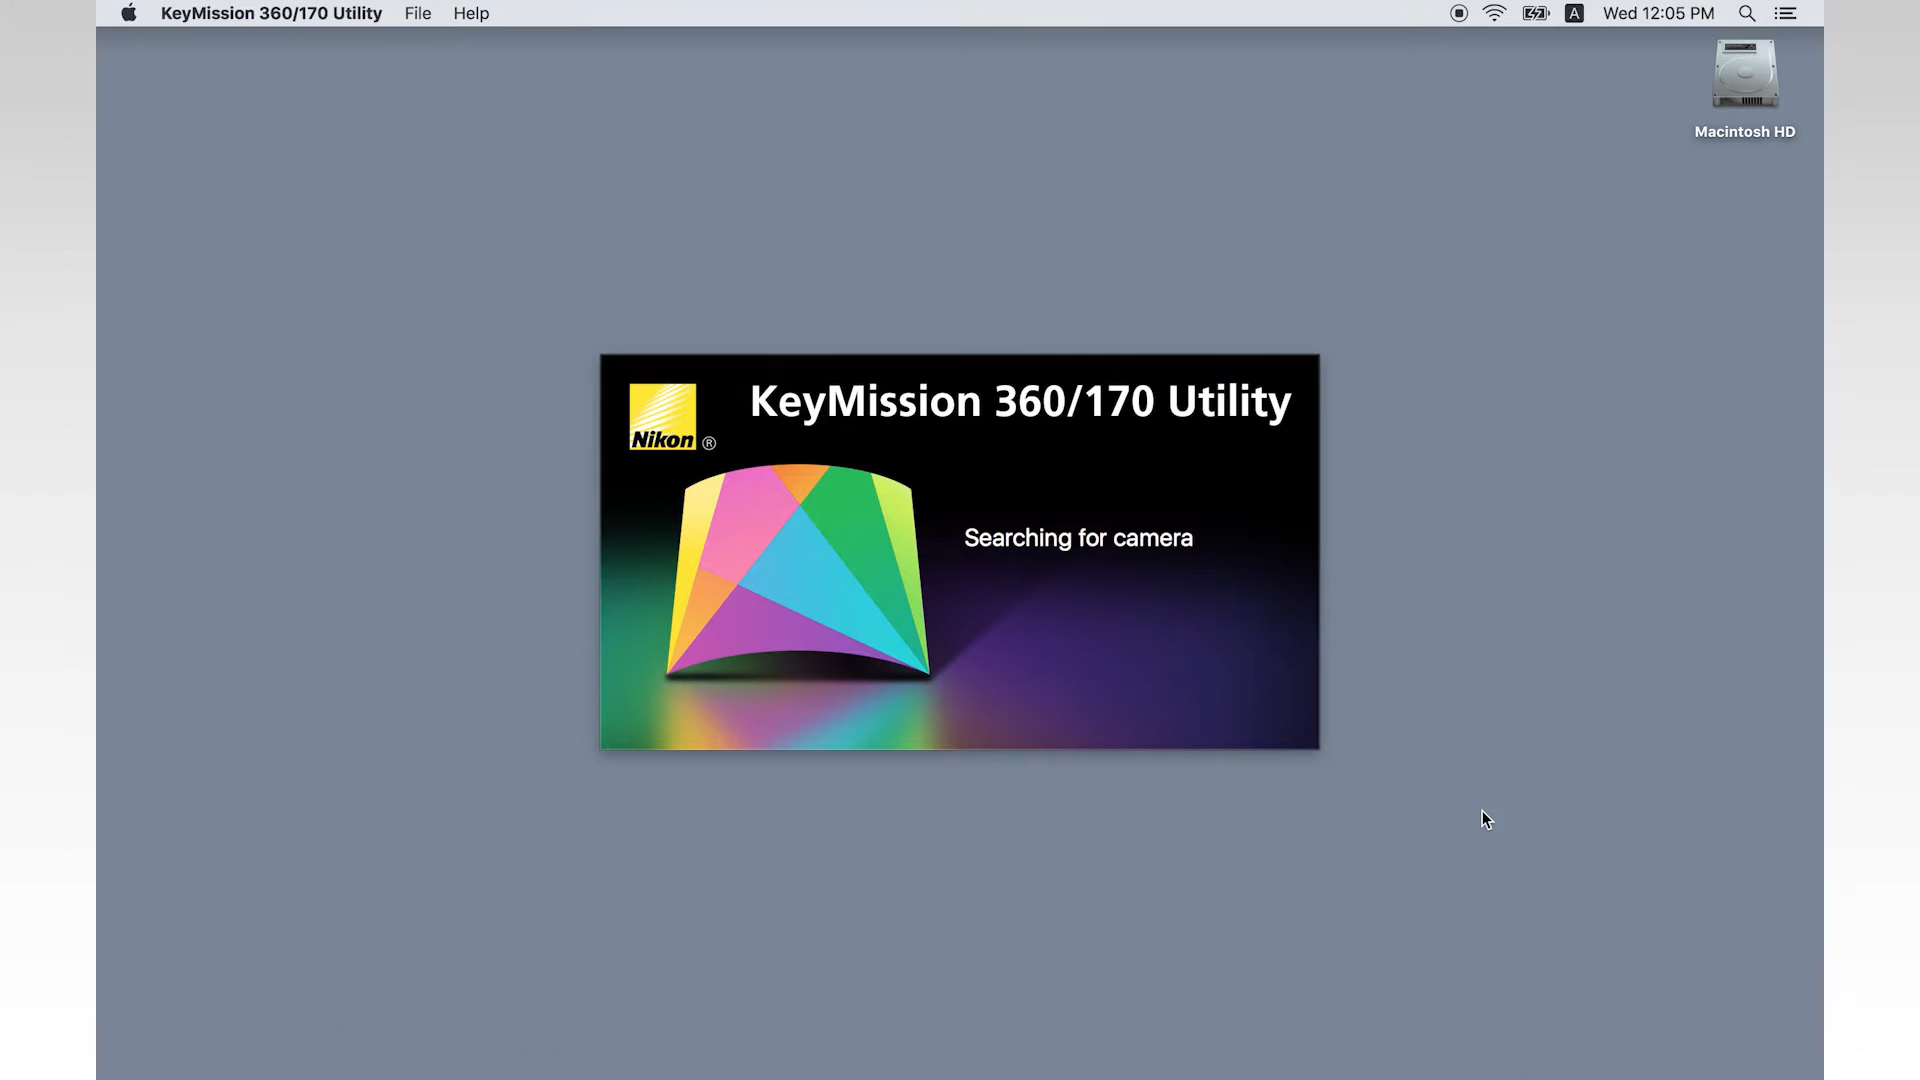 KeyMission 360/170 Utility File Help A Wed 12:05 PM
Macintosh HD
KeyMission 360/170 Utility
Nikon ®
Searching for camera